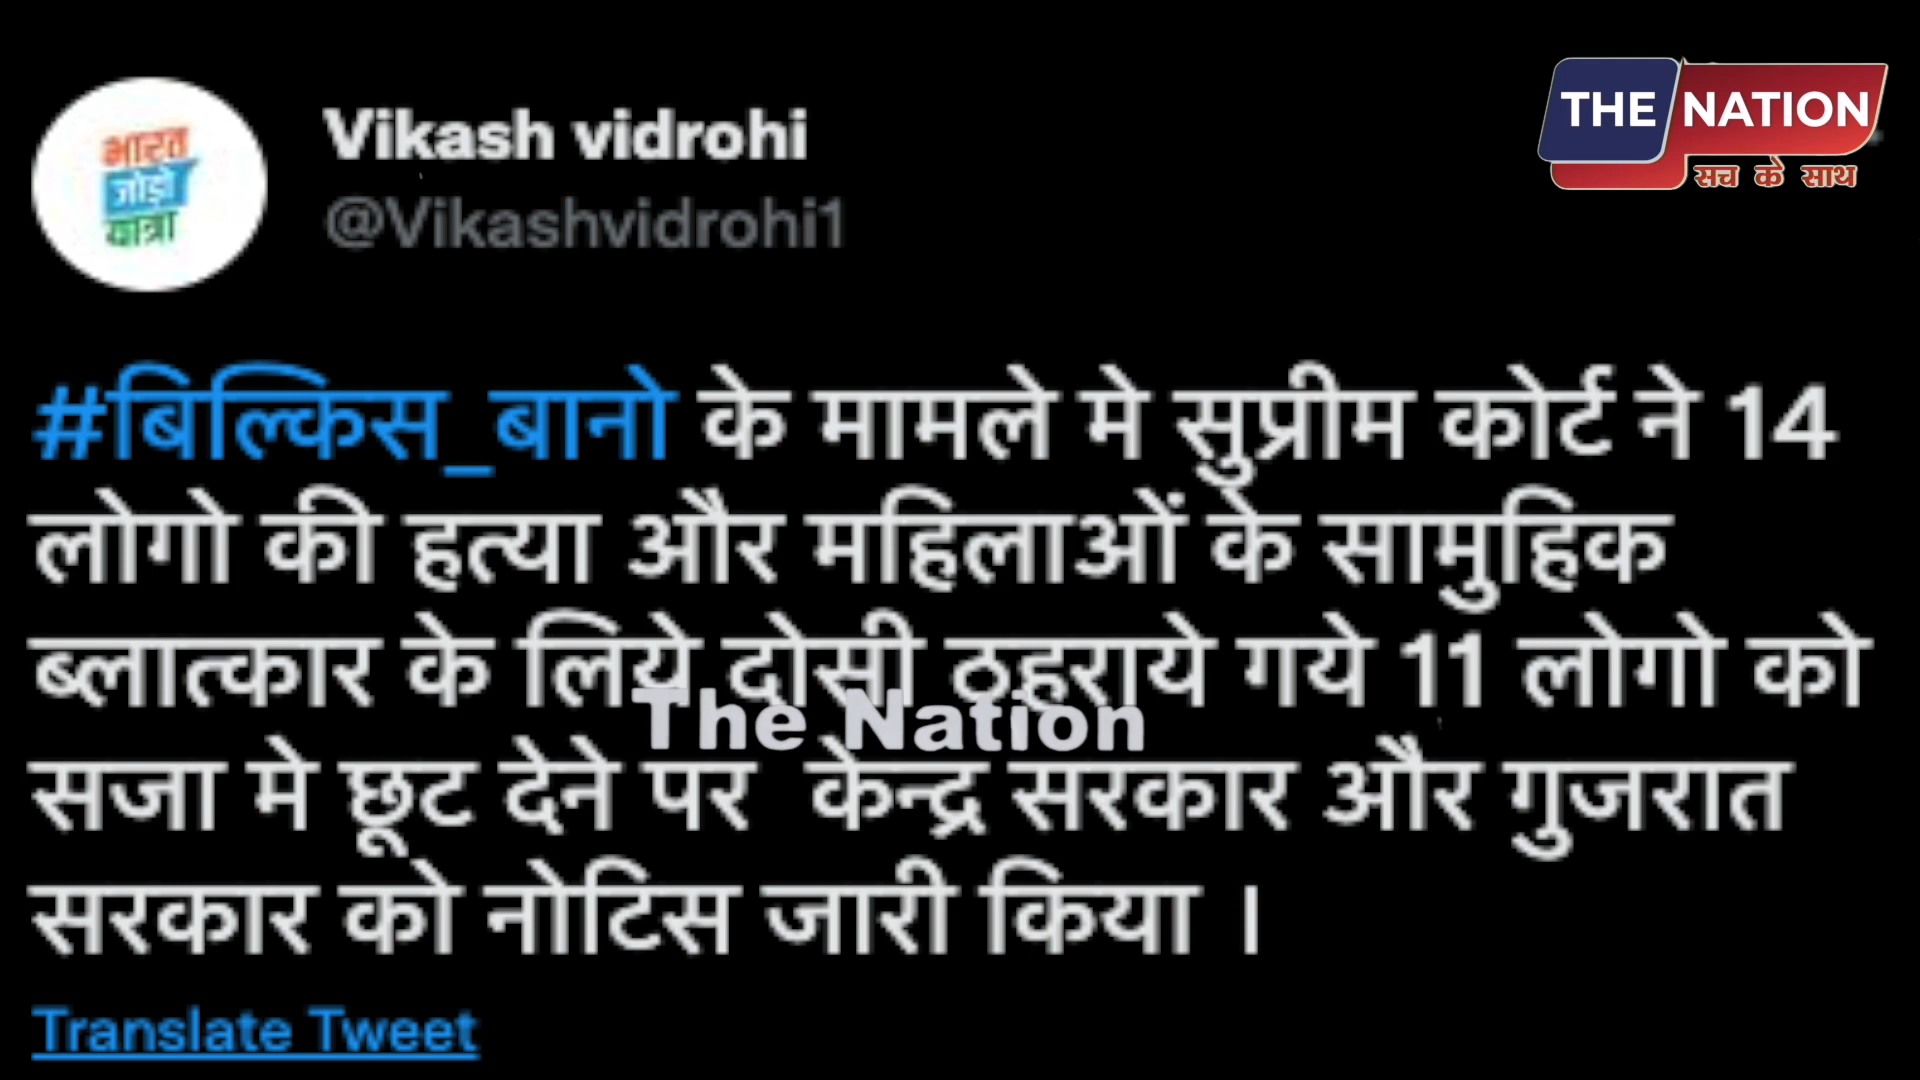 भारत
जोड़ो
यात्रा
Vikash vidrohi
@Vikashvidrohi1
THE NATION
सच के साथ
#बिल्किस_बानो के मामले मे सुप्रीम कोर्ट ने 14
लोगो की हत्या और महिलाओं के सामुहिक
ब्लात्कार के लिये दोसी ठहराये गये 11 लोगो को
The Nation
सजा मे छूट देने पर केन्द्र सरकार और गुजरात
सरकार को नोटिस जारी किया ।
Translate Tweet